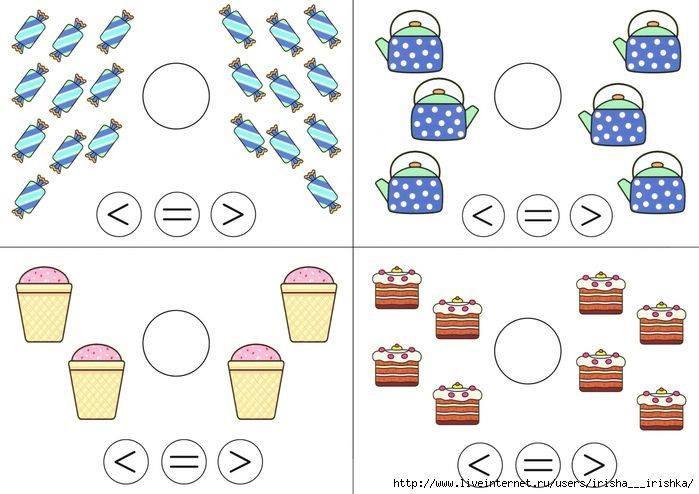 < = >
< = >
< = >
< = >
http://www.liveinternet.ru/users/irisha___irishka/